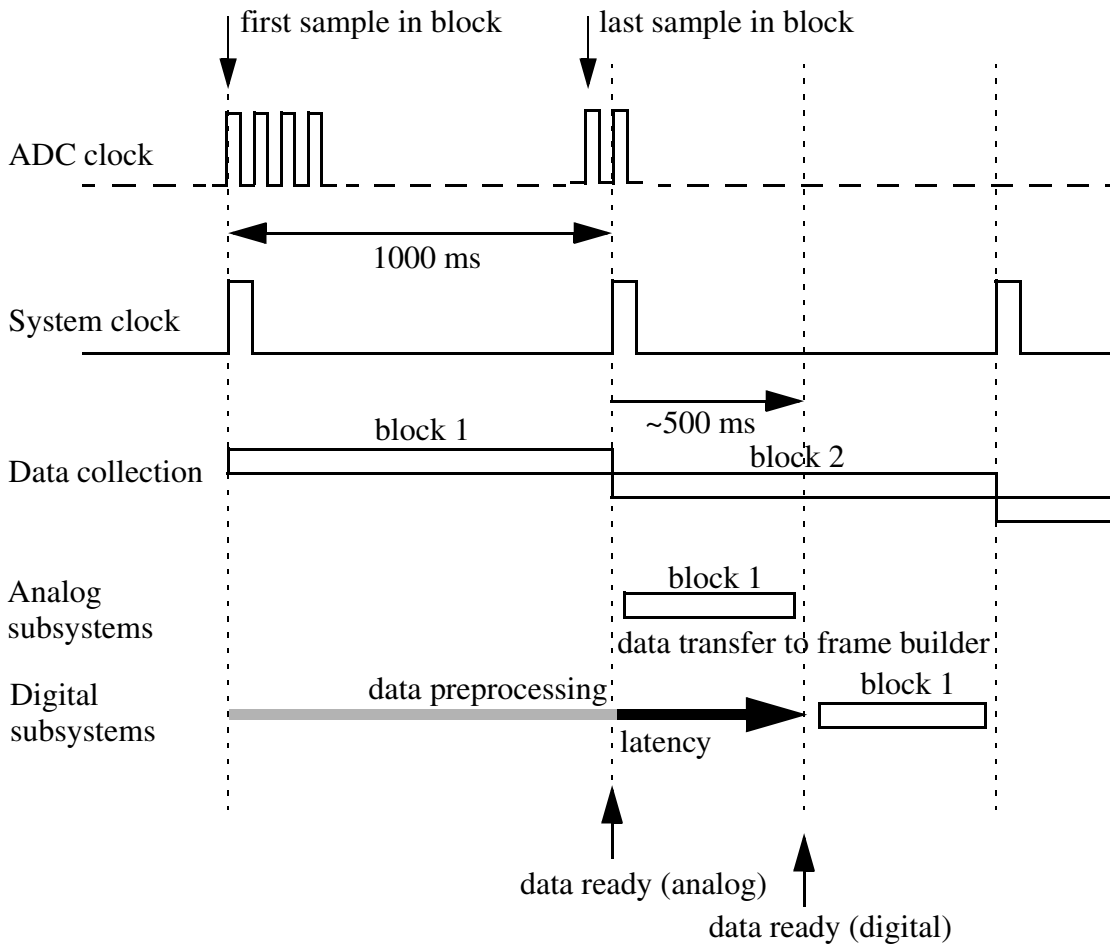 first sample in block
last sample in block
ADC clock
1000 ms
System clock
~500 ms
block 1
block 2
Data collection
Analog
subsystems
block 1
data transfer to frame builder
Digital
subsystems
data preprocessing
block 1
latency
data ready (analog)
data ready (digital)